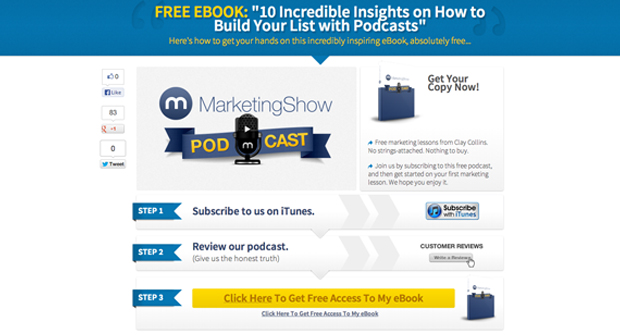 FREE EBOOK: "10 Incredible Insights on How to
Build Your List with Podcasts"
Here's how to get your hands on this incredibly inspiring eBook, absolutely free...
0
Like
83
+1
0
Tweet
m MarketingShow
POD CAST
m
Get Your
Copy Now!
Free marketing lessons from Clay Collins.
No strings-attached. Nothing to buy.
Join us by subscribing to this free podcast,
and then get started on your first marketing
lesson. We hope you enjoy it.
STEP 1
Subscribe to us on iTunes.
Subscribe
with iTunes
STEP 2
Review our podcast.
(Give us the honest truth)
CUSTOMER REVIEWS
Write a Review
STEP 3
Click Here To Get Free Access To My eBook
Click Here To Get Free Access To My eBook